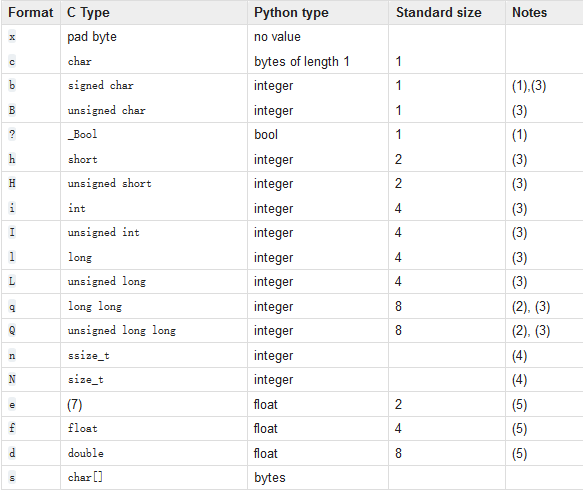 Format C Type Python type Standard size Notes
x pad byte no value
c char bytes of length 1 1
b signed char integer 1 (1),(3)
B unsigned char integer 1 (3)
? _Bool bool 1 (1)
h short integer 2 (3)
H unsigned short integer 2 (3)
i int integer 4 (3)
I unsigned int integer 4 (3)
l long integer 4 (3)
L unsigned long integer 4 (3)
q long long integer 8 (2), (3)
Q unsigned long long integer 8 (2), (3)
n ssize_t integer (4)
N size_t integer (4)
e (7) float 2 (5)
f float float 4 (5)
d double float 8 (5)
s char[] bytes